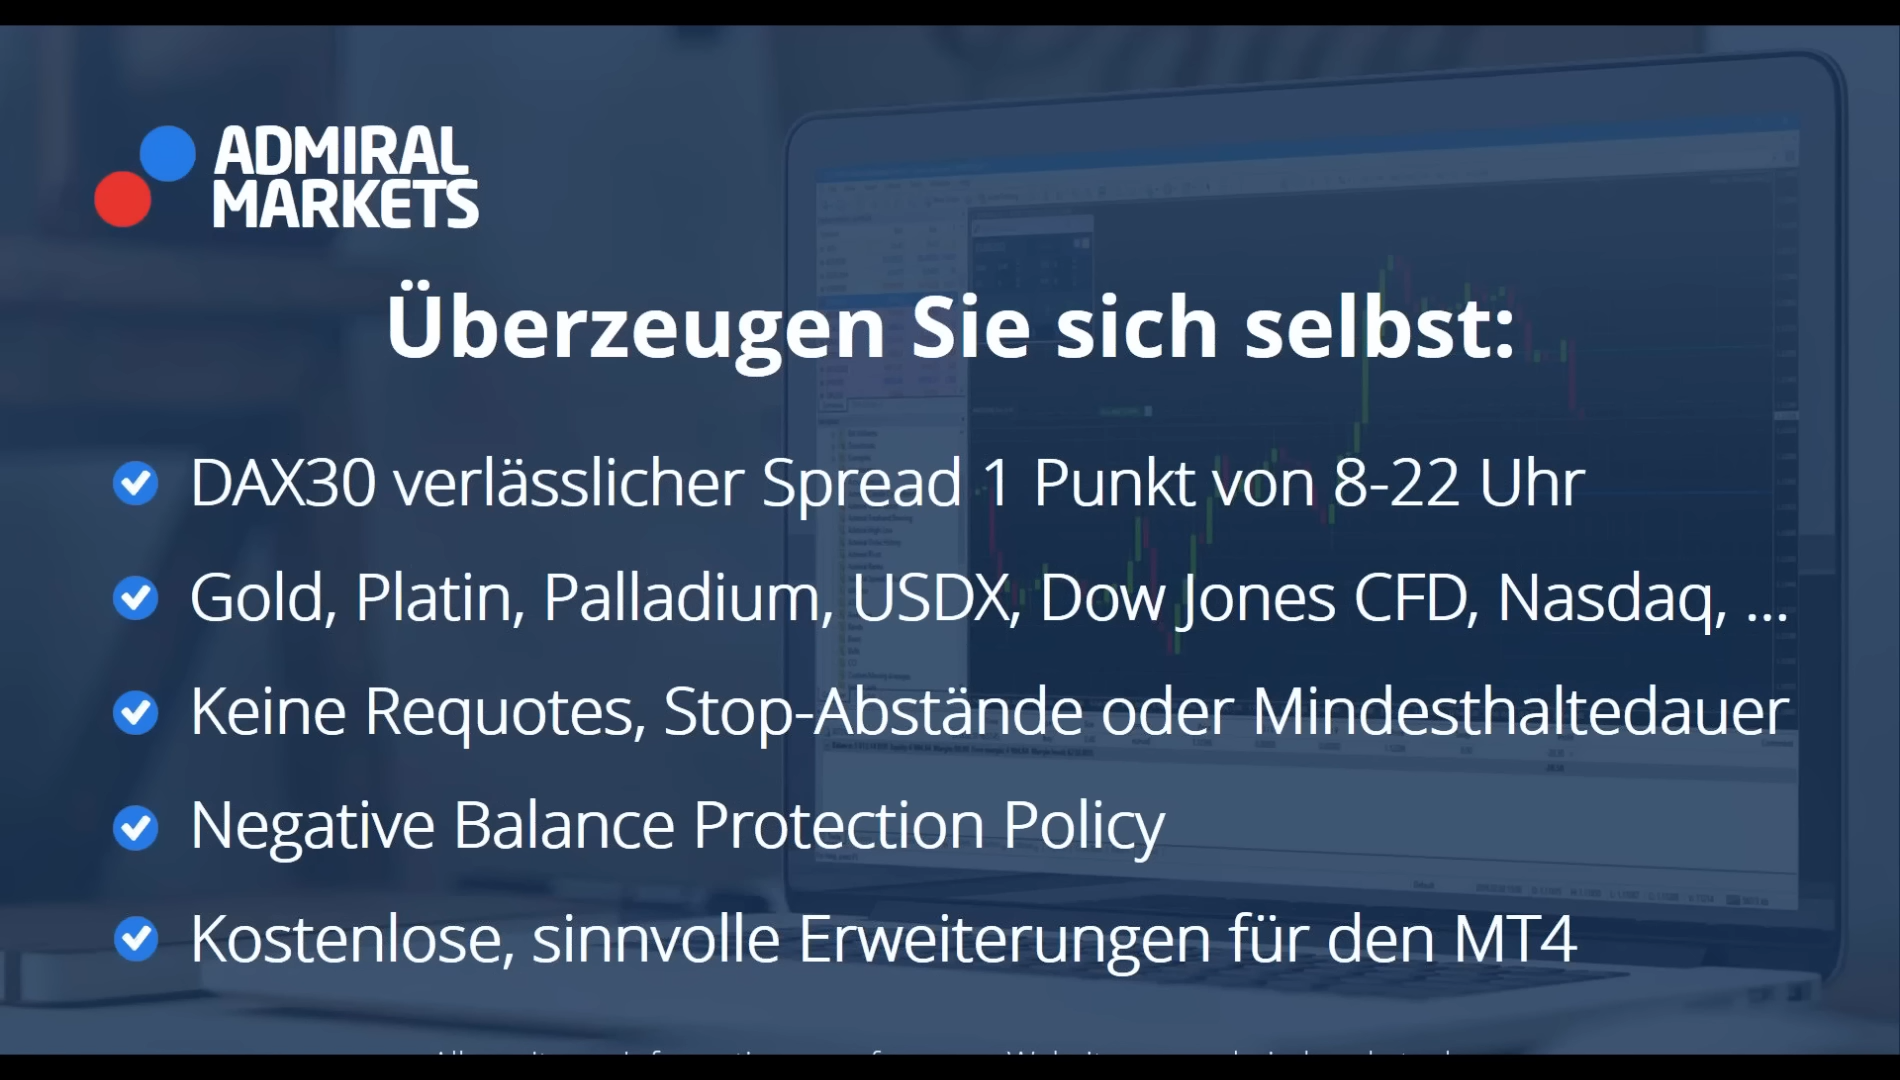 ADMIRAL
MARKETS
Überzeugen Sie sich selbst:
DAX30 verlässlicher Spread 1 Punkt von 8-22 Uhr
Gold, Platin, Palladium, USDX, Dow Jones CFD, Nasdaq, ...
Keine Requotes, Stop-Abstände oder Mindesthaltedauer
Negative Balance Protection Policy
Kostenlose, sinnvolle Erweiterungen für den MT4